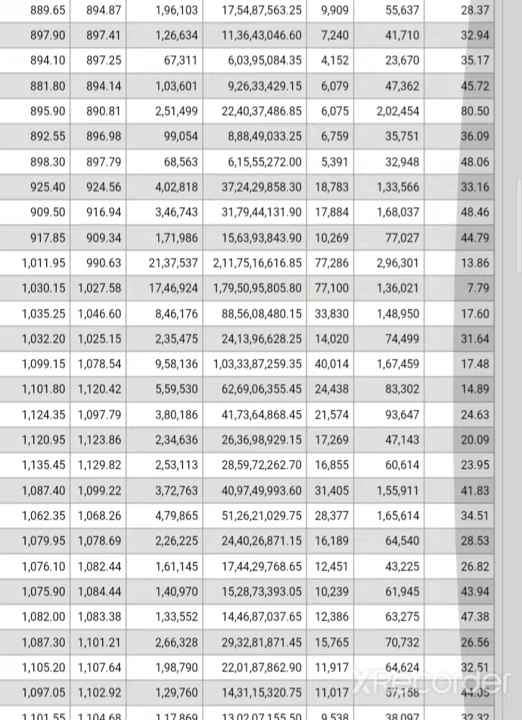 889.65 894.87 1,96,103 17,54,87,563.25 9,909 55,637 28.37
897.90 897.41 1,26,634 11,36,43,046.60 7,240 41,710 32.94
894.10 897.25 67,311 6,03,95,084.35 4,152 23,670 35.17
881.80 894.14 1,03,601 9,26,33,429.15 6,079 47,362 45.72
895.90 890.81 2,51,499 22,40,37,486.85 6,075 2,02,454 80.50
892.55 896.98 99,054 8,88,49,033.25 6,759 35,751 36.09
898.30 897.79 68,563 6,15,55,272.00 5,391 32,948 48.06
925.40 924.56 4,02,818 37,24,29,858.30 18,783 1,33,566 33.16
909.50 916.94 3,46,743 31,79,44,131.90 17,884 1,68,037 48.46
917.85 909.34 1,71,986 15,63,93,843.90 10,269 77,027 44.79
1,011.95 990.63 21,37,537 2,11,75,16,616.85 77,286 2,96,301 13.86
1,030.15 1,027.58 17,46,924 1,79,50,95,805.80 77,100 1,36,021 7.79
1,035.25 1,046.60 8,46,176 88,56,08,480.15 33,830 1,48,950 17.60
1,032.20 1,025.15 2,35,475 24,13,96,628.25 14,020 74,499 31.64
1,099.15 1,078.54 9,58,136 1,03,33,87,259.35 40,014 1,67,459 17.48
1,101.80 1,120.42 5,59,530 62,69,06,355.45 24,438 83,302 14.89
1,124.35 1,097.79 3,80,186 41,73,64,868.45 21,574 93,647 24.63
1,120.95 1,123.86 2,34,636 26,36,98,929.15 17,269 47,143 20.09
1,135.45 1,129.82 2,53,113 28,59,72,262.70 16,855 60,614 23.95
1,087.40 1,099.22 3,72,763 40,97,49,993.60 31,405 1,55,911 41.83
1,062.35 1,068.26 4,79,865 51,26,21,029.75 28,377 1,65,614 34.51
1,079.95 1,078.69 2,26,225 24,40,26,871.15 16,189 64,540 28.53
1,076.10 1,082.44 1,61,145 17,44,29,768.65 12,451 43,225 26.82
1,075.90 1,084.44 1,40,970 15,28,73,393.05 10,239 61,945 43.94
1,082.00 1,083.38 1,33,552 14,46,87,037.65 12,386 63,275 47.38
1,087.30 1,101.21 2,66,328 29,32,81,871.45 15,765 70,732 26.56
1,105.20 1,107.64 1,98,790 22,01,87,862.90 11,917 64,624 32.51
XRecorder
1,097.05 1,102.92 1,29,760 14,31,15,320.75 11,017 57,158 44.05
1,101.55 1,104.68 1,17,869 13,02,07,155.50 9,538 38,097 32.32